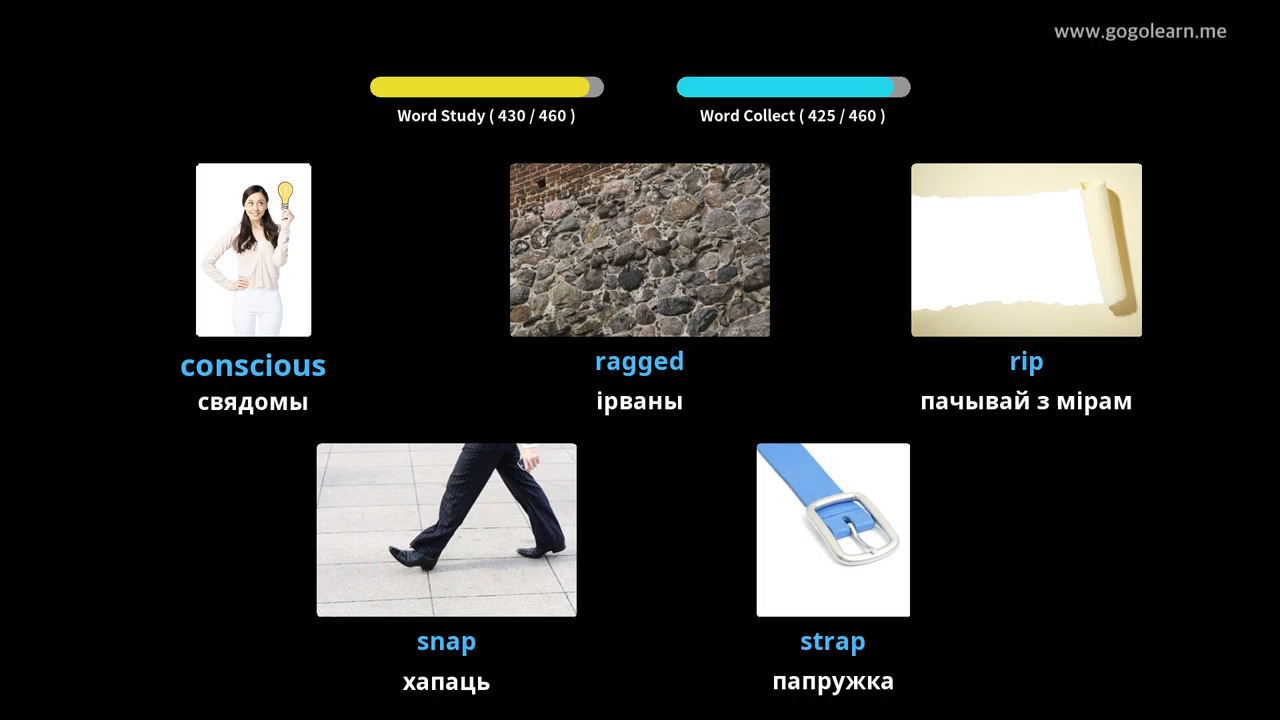 www.gogolearn.me
Word Study ( 430 / 460 )
Word Collect ( 425 / 460 )
conscious
свядомы
ragged
ірваны
rip
пачывай з мірам
snap
хапаць
strap
папружка